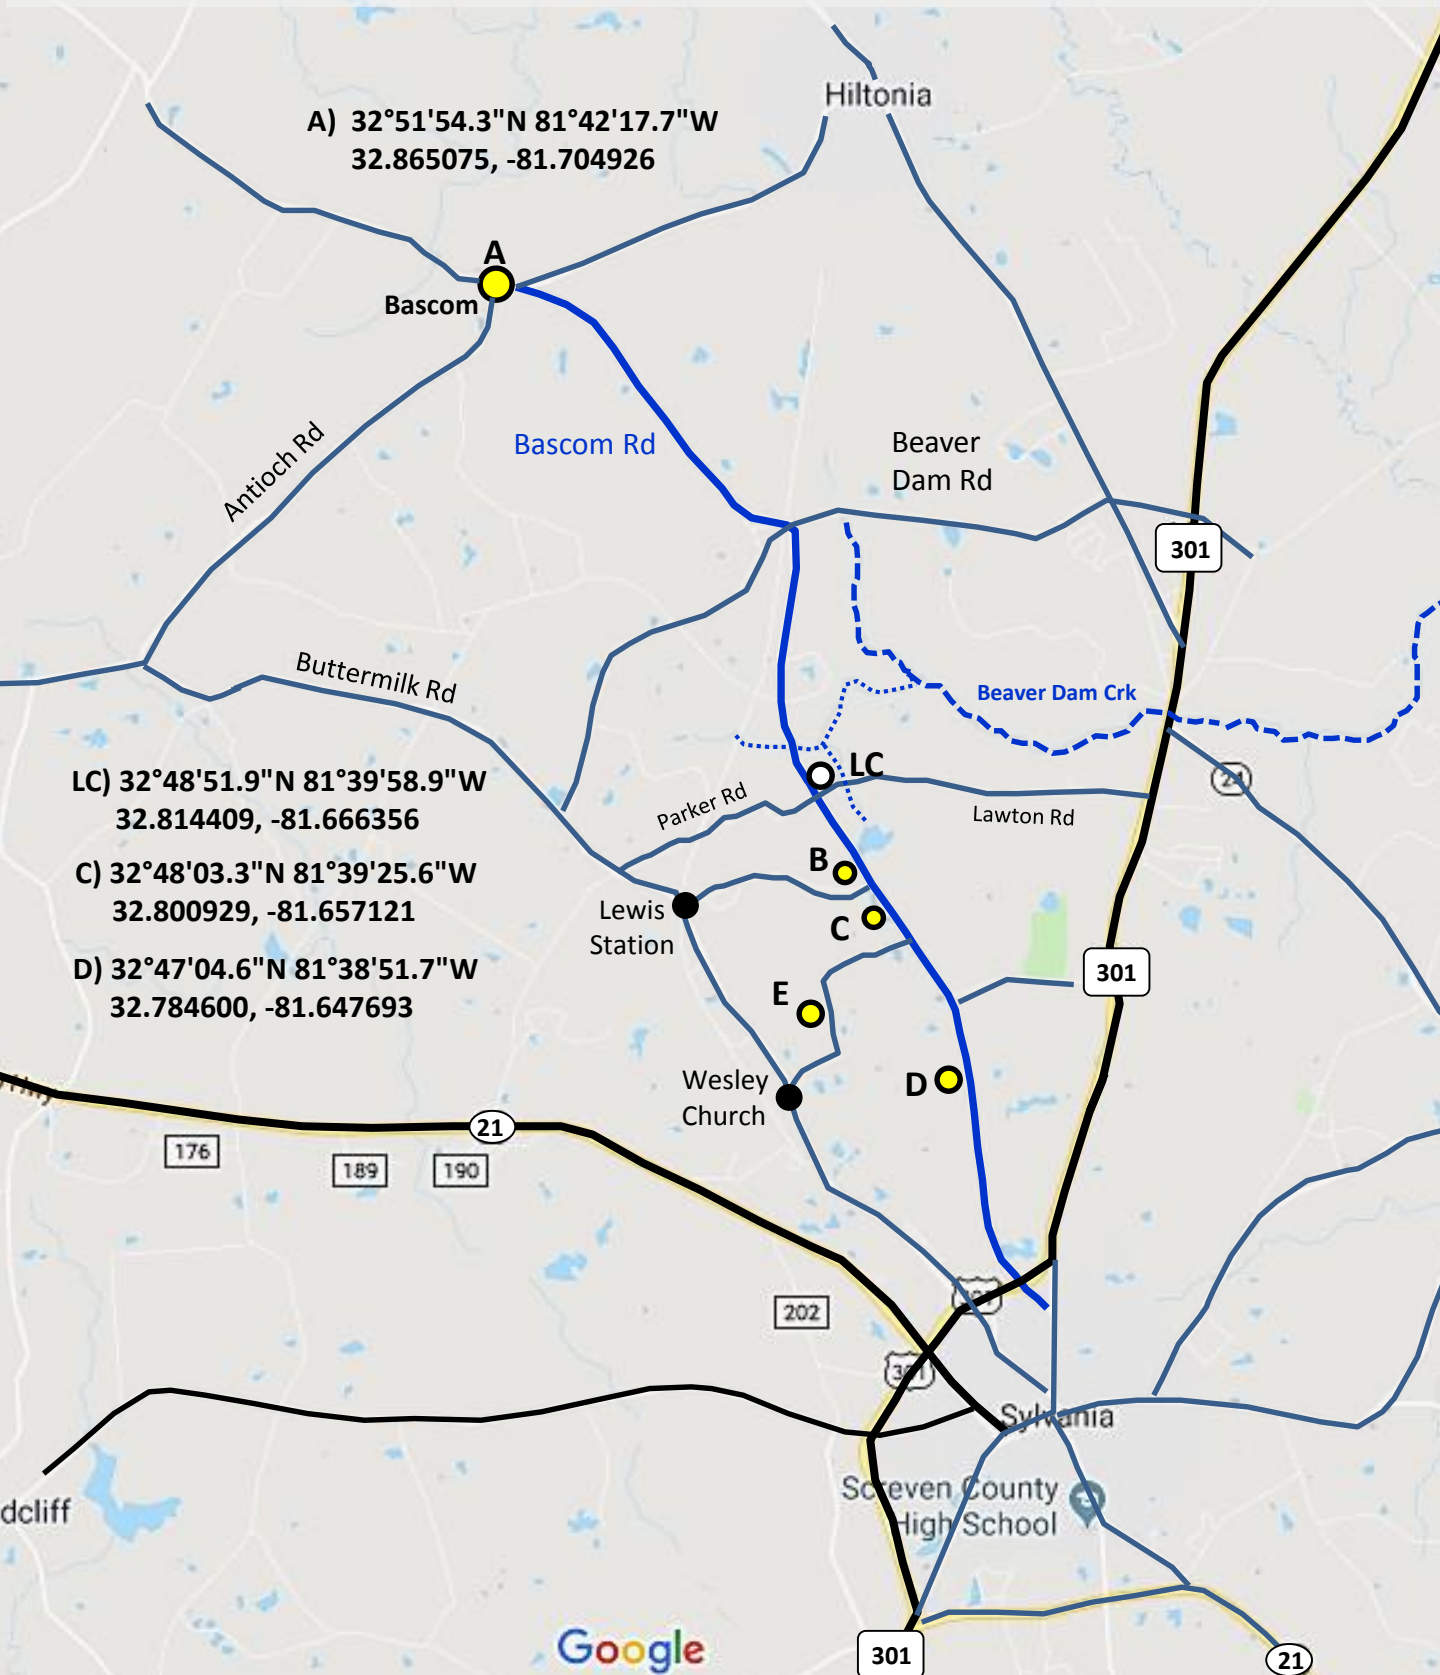 Hiltonia
A) 32°51'54.3"N 81°42'17.7"W
32.865075, -81.704926
A
Bascom
Bascom Rd
Beaver
Dam Rd
Antioch Rd
301
Buttermilk Rd
Beaver Dam Crk
LC) 32°48'51.9"N 81°39'58.9"W
32.814409, -81.666356
LC
24
Parker Rd
Lawton Rd
C) 32°48'03.3"N 81°39'25.6"W
32.800929, -81.657121
B
Lewis
Station
C
D) 32°47'04.6"N 81°38'51.7"W
32.784600, -81.647693
301
E
Wesley
Church
D
21
176
189
190
202
301
301
Sylvania
Screven County
High School
dcliff
Google
301
21